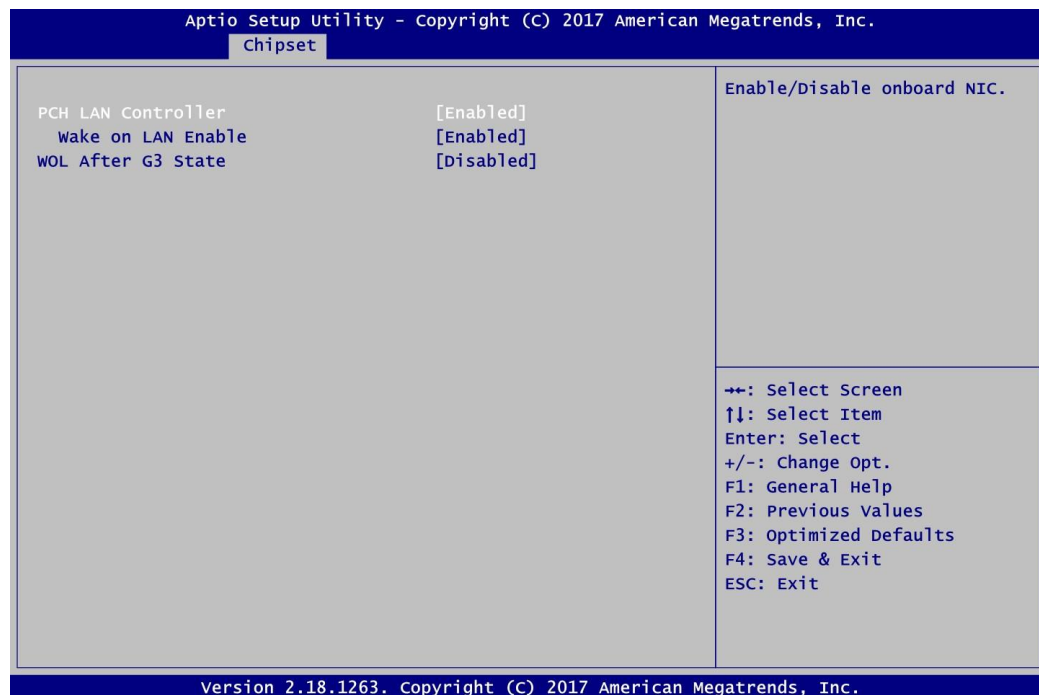 Aptio Setup Utility – Copyright (C) 2017 American Megatrends, Inc.
Chipset
PCH LAN Controller [Enabled]
Wake on LAN Enable [Enabled]
WOL After G3 State [Disabled]
Enable/Disable onboard NIC.
→←: Select Screen
↑↓: Select Item
Enter: Select
+/-: Change Opt.
F1: General Help
F2: Previous Values
F3: Optimized Defaults
F4: Save & Exit
ESC: Exit
Version 2.18.1263. Copyright (C) 2017 American Megatrends, Inc.